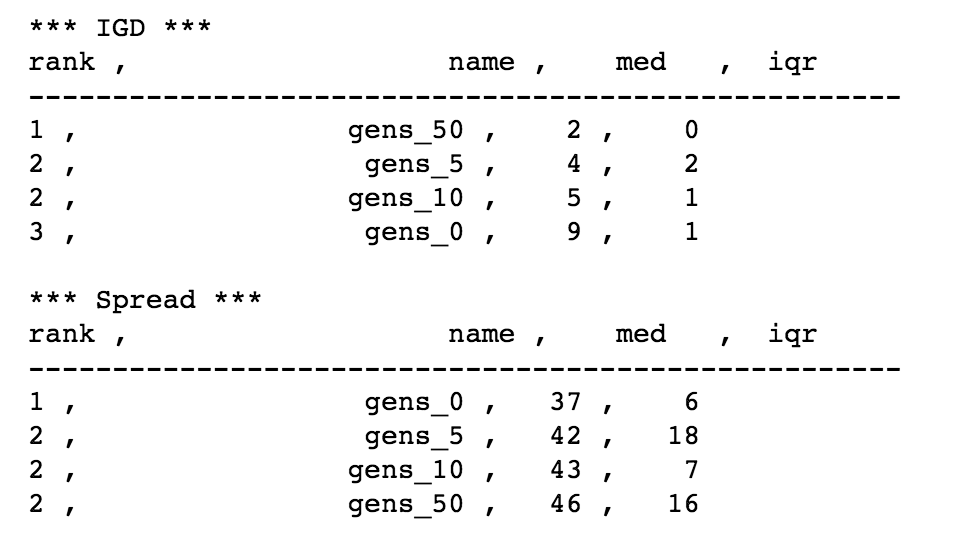 *** IGD ***
rank ,                    name ,    med   ,  iqr
----------------------------------------------------
1 ,                gens_50 ,    2 ,    0
2 ,                 gens_5 ,    4 ,    2
2 ,                gens_10 ,    5 ,    1
3 ,                 gens_0 ,    9 ,    1
*** Spread ***
rank ,                    name ,    med   ,  iqr
----------------------------------------------------
1 ,                 gens_0 ,   37 ,    6
2 ,                 gens_5 ,   42 ,   18
2 ,                gens_10 ,   43 ,    7
2 ,                gens_50 ,   46 ,   16